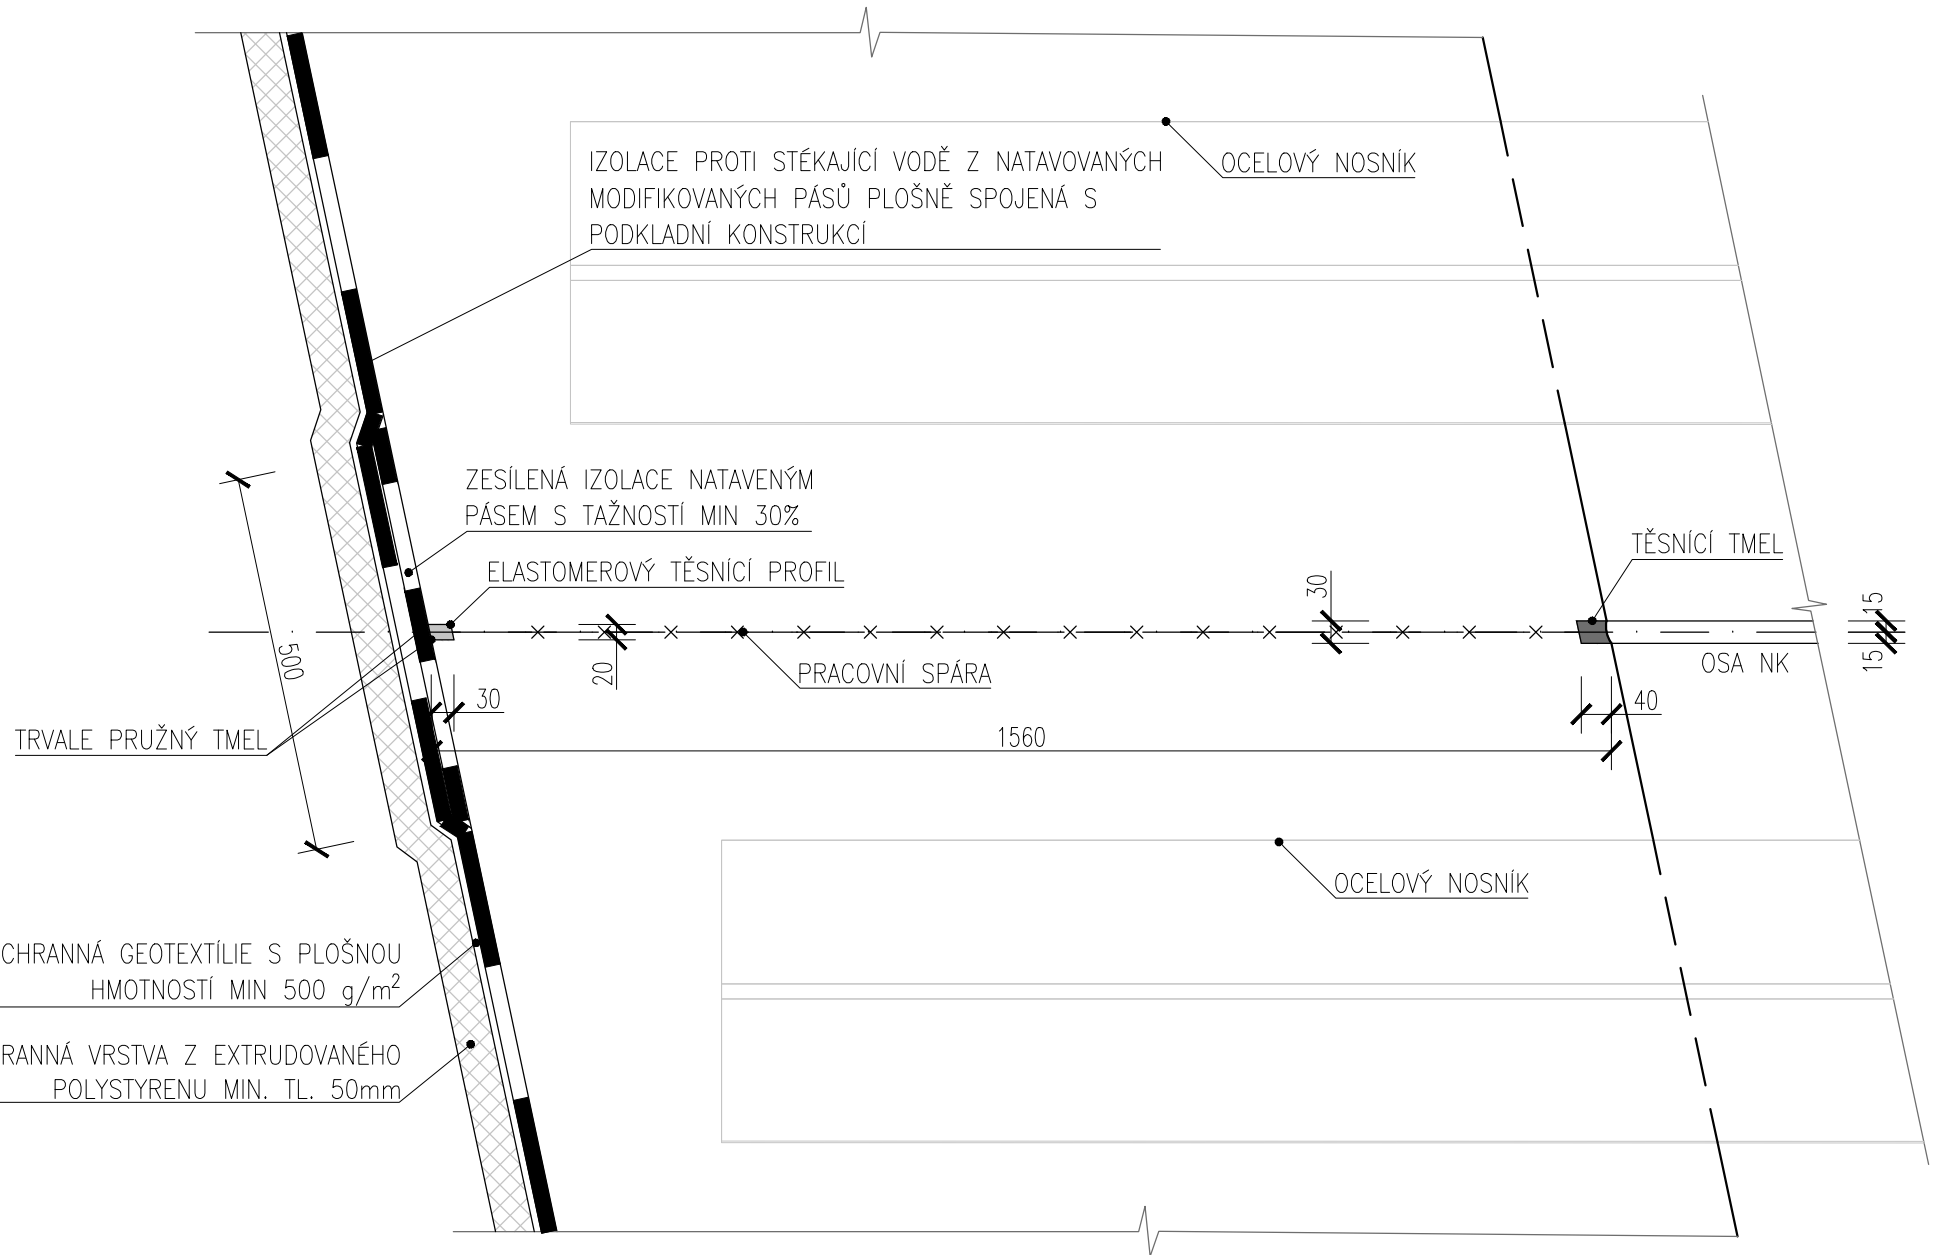 IZOLACE PROTI STÉKAJÍCÍ VODĚ Z NATAVOVANÝCH
MODIFIKOVANÝCH PÁSŮ PLOŠNĚ SPOJENÁ S
PODKLADNÍ KONSTRUKCÍ
OCELOVÝ NOSNÍK
ZESÍLENÁ IZOLACE NATAVENÝM
PÁSEM S TAŽNOSTÍ MIN 30%
ELASTOMEROVÝ TĚSNÍCÍ PROFIL
TĚSNÍCÍ TMEL
30
15
500
20
PRACOVNÍ SPÁRA
OSA NK
15
30
40
TRVALE PRUŽNÝ TMEL
1560
OCELOVÝ NOSNÍK
CHRANNÁ GEOTEXTÍLIE S PLOŠNOU
HMOTNOSTÍ MIN 500 g/m²
RANNÁ VRSTVA Z EXTRUDOVANÉHO
POLYSTYRENU MIN. TL. 50mm